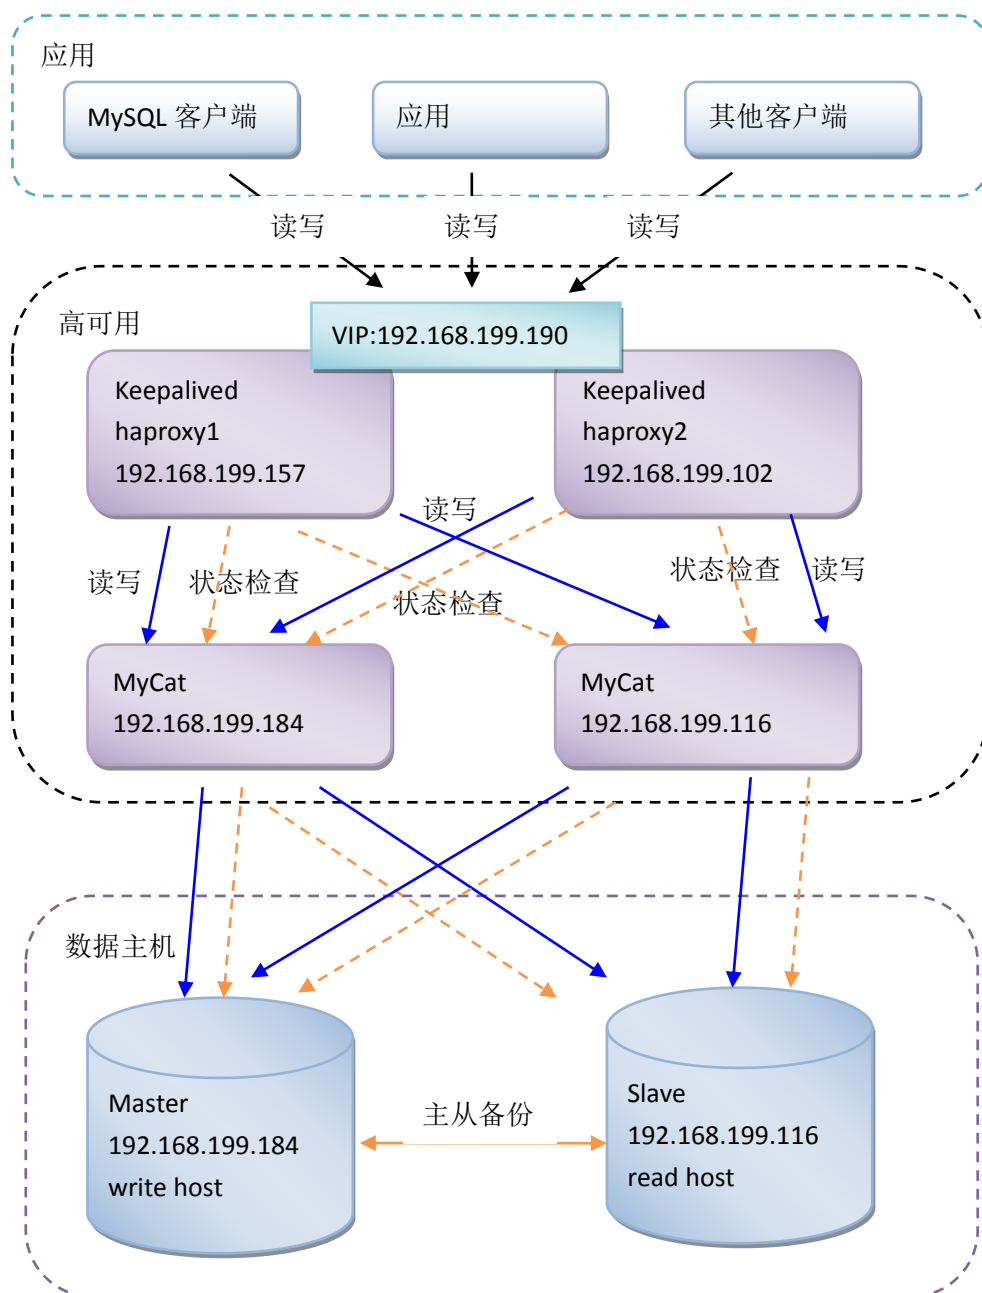 应用
MySQL 客户端
应用
其他客户端
读写
读写
读写
高可用
VIP:192.168.199.190
Keepalived
haproxy1
192.168.199.157
Keepalived
haproxy2
192.168.199.102
读写
读写
状态检查
状态检查
状态检查
读写
MyCat
192.168.199.184
MyCat
192.168.199.116
数据主机
Master
192.168.199.184
write host
主从备份
Slave
192.168.199.116
read host